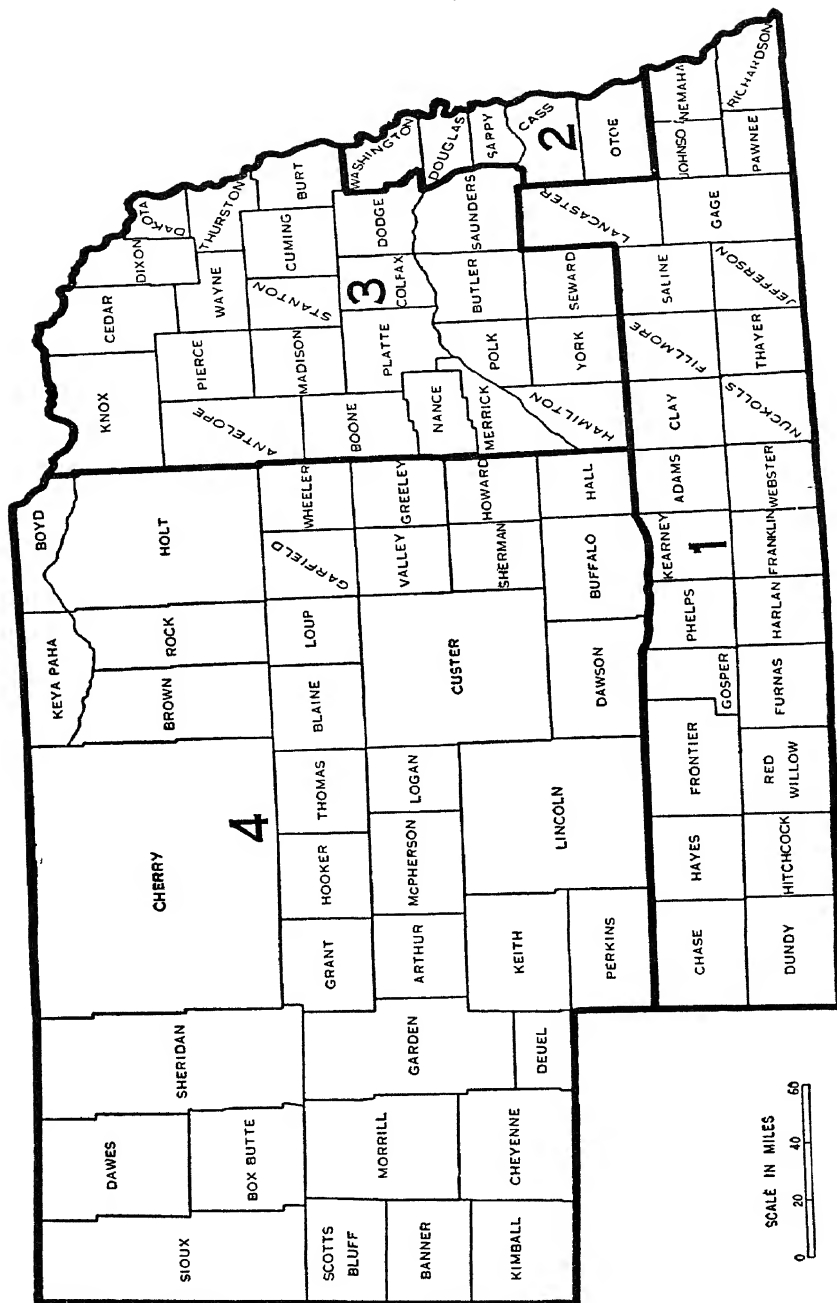 SIOUX
DAWES
BOX BUTTE
SHERIDAN
SCOTTS
BLUFF
BANNER
KIMBALL
MORRILL
CHEYENNE
GARDEN
DEUEL
CHERRY
4
GRANT
HOOKER
THOMAS
ARTHUR
McPHERSON
LOGAN
KEITH
PERKINS
LINCOLN
KEYA PAHA
BROWN
ROCK
BOYD
HOLT
BLAINE
LOUP
GARFIELD
WHEELER
CUSTER
VALLEY
GREELEY
SHERMAN
HOWARD
DAWSON
BUFFALO
HALL
CHASE
HAYES
FRONTIER
GOSPER
PHELPS
KEARNEY
1
ADAMS
CLAY
FILLMORE
SALINE
LANCASTER
GAGE
JOHNSO
NEMAHA
DUNDY
HITCHCOCK
RED
WILLOW
FURNAS
HARLAN
FRANKLIN
WEBSTER
NUCKOLLS
THAYER
JEFFERSON
PAWNEE
RICHARDSON
KNOX
CEDAR
DIXON
DAKOTA
ANTELOPE
PIERCE
WAYNE
THURSTON
BOONE
MADISON
STANTON
CUMING
BURT
3
NANCE
PLATTE
COLFAX
DODGE
MERRICK
POLK
BUTLER
SAUNDERS
HAMILTON
YORK
SEWARD
WASHINGTON
DOUGLAS
SARPY
CASS
2
OTOE
SCALE IN MILES
0 20 40 60